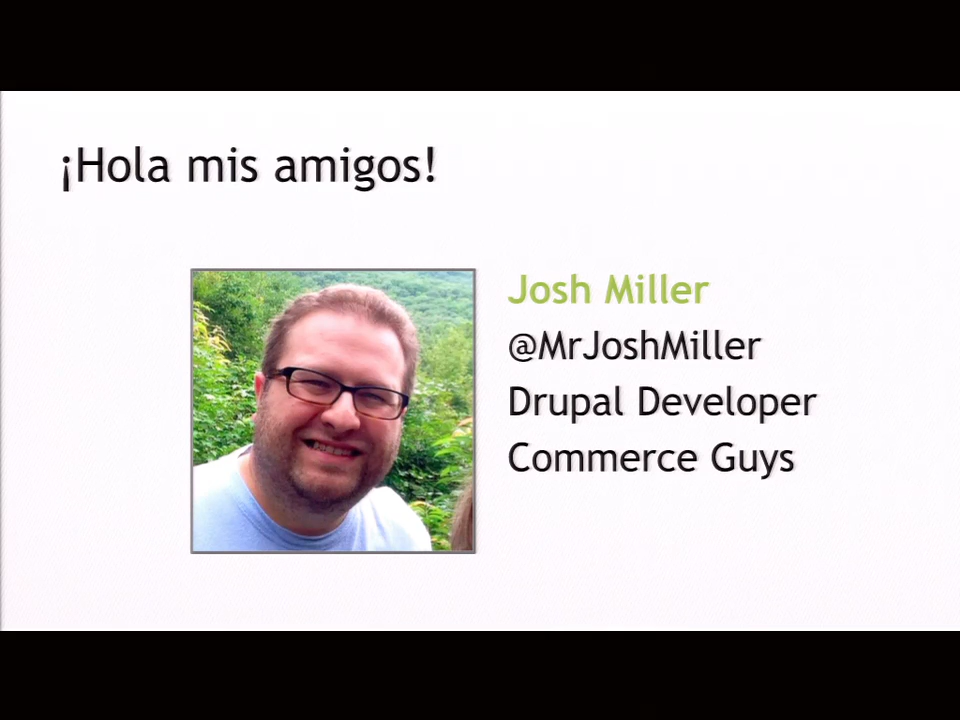 ¡Hola mis amigos!
Josh Miller
@MrJoshMiller
Drupal Developer
Commerce Guys